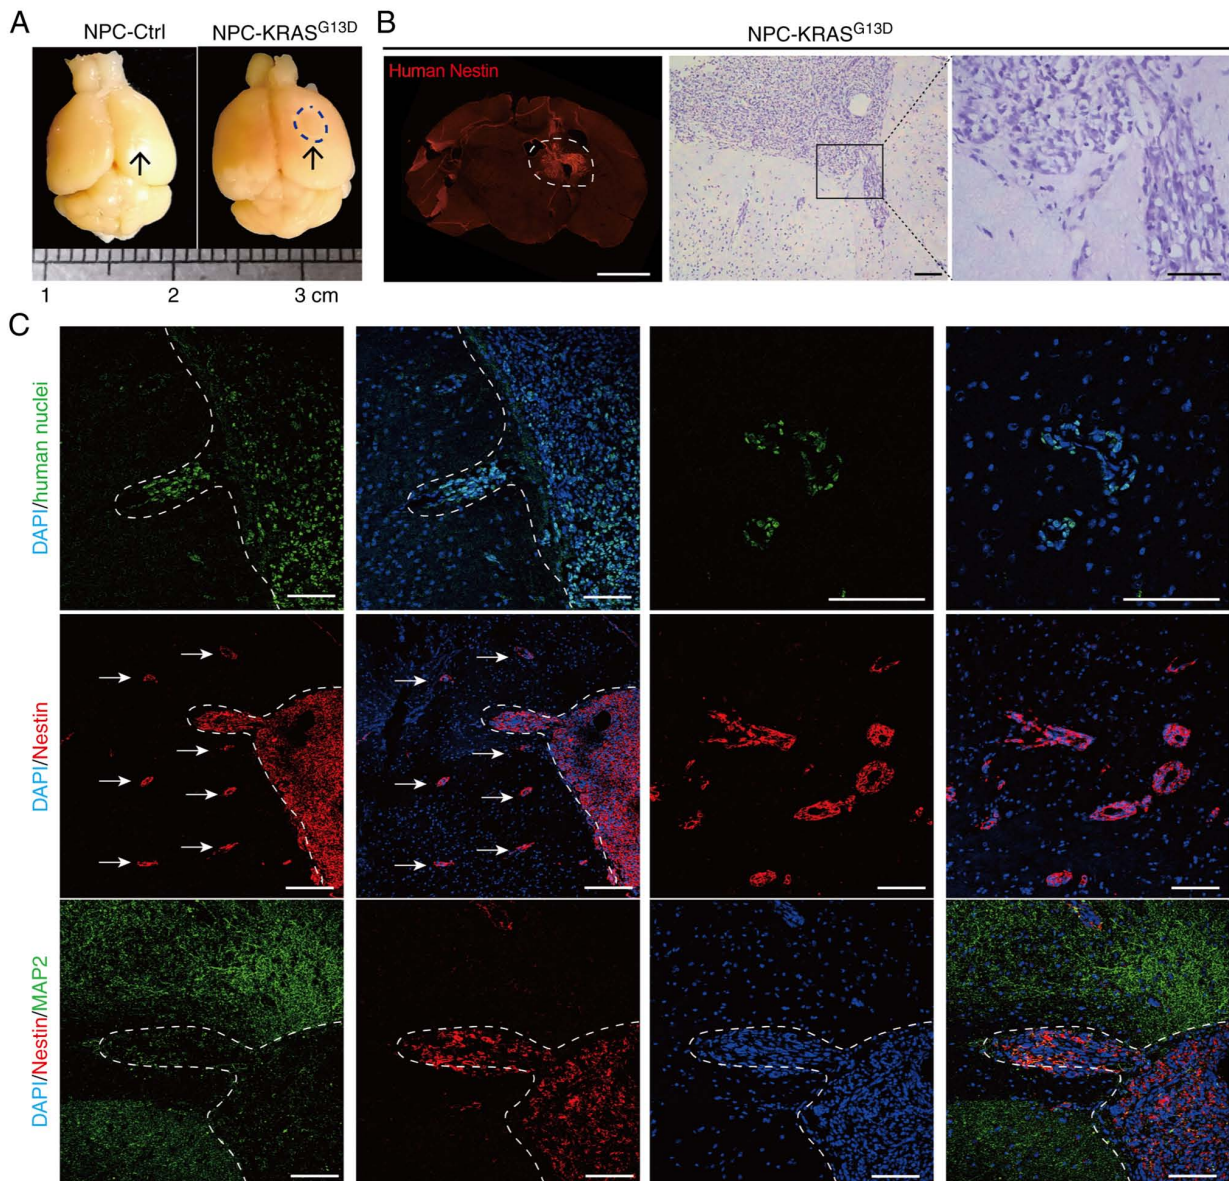 A
NPC-Ctrl
NPC-KRASG13D
1
2
3 cm
B
NPC-KRASG13D
Human Nestin
C
DAPI/human nuclei
DAPI/Nestin
DAPI/Nestin/MAP2